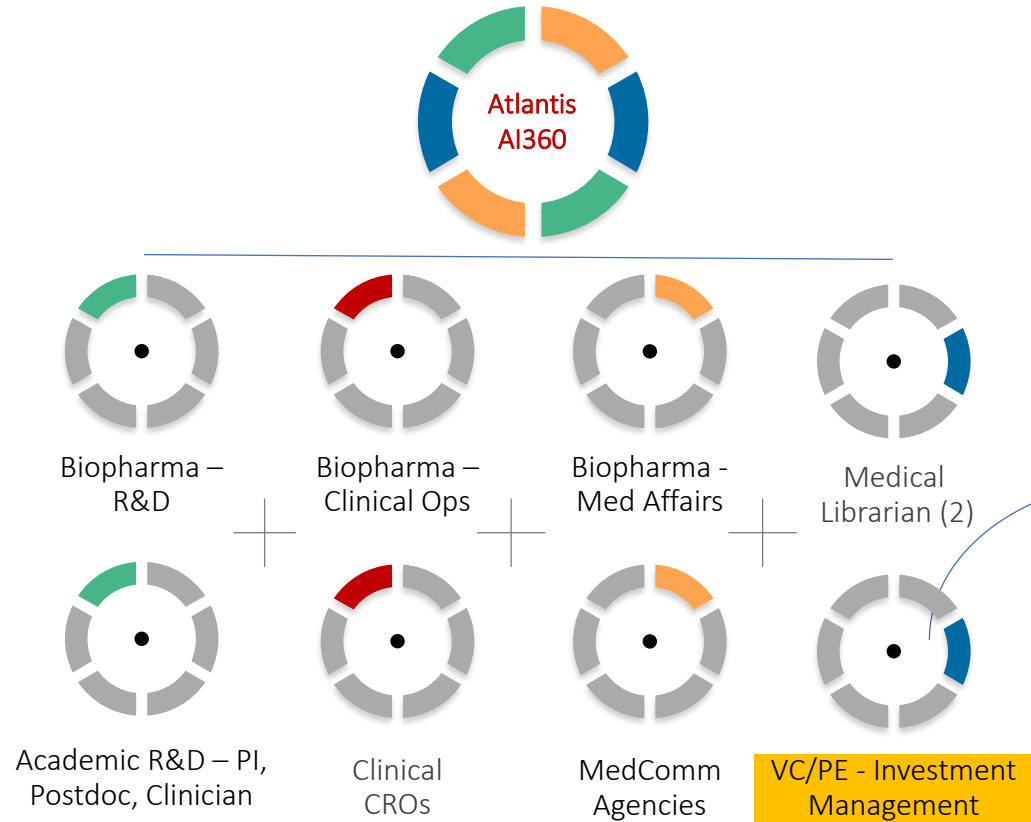 Atlantis
AI360
Biopharma –
R&D
Biopharma –
Clinical Ops
Biopharma -
Med Affairs
Medical
Librarian (2)
Academic R&D – PI,
Postdoc, Clinician
Clinical
CROs
MedComm
Agencies
VC/PE - Investment
Management